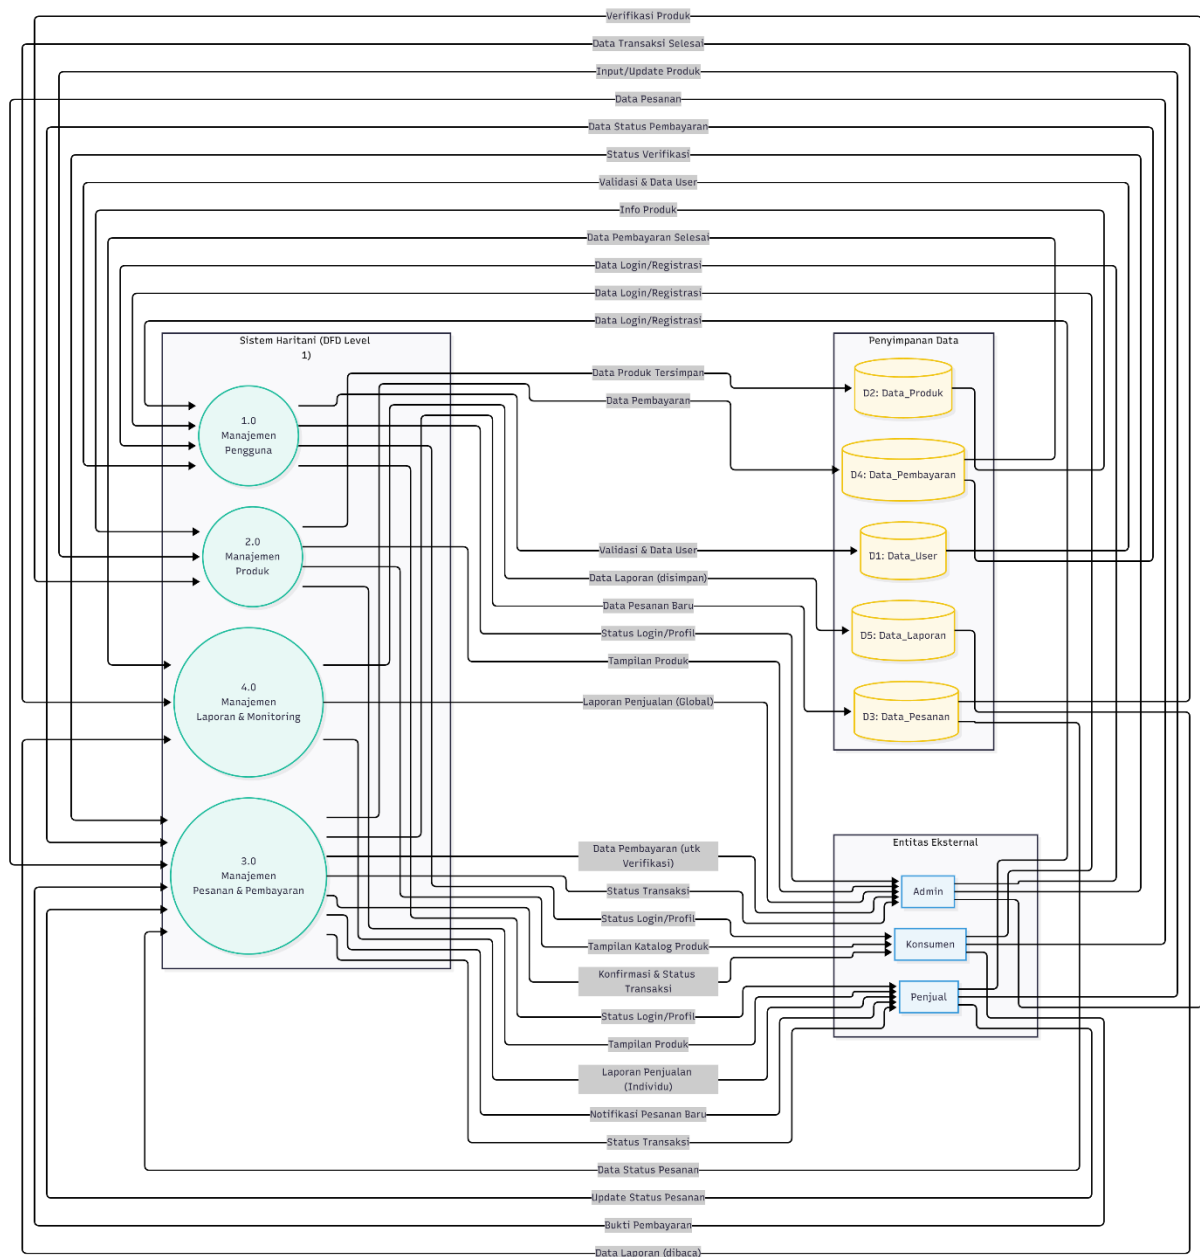 Verifikasi Produk
Data Transaksi Selesai
Input/Update Produk
Data Pesanan
Data Status Pembayaran
Status Verifikasi
Validasi & Data User
Info Produk
Data Pembayaran Selesai
Data Login/Registrasi
Data Login/Registrasi
Data Login/Registrasi
Sistem Haritani (DFD Level
1)
Penyimpanan Data
Data Produk Tersimpan
Data Pembayaran
D2: Data_Produk
1.0
Manajemen
Pengguna
D4: Data_Pembayaran
2.0
Manajemen
Produk
Validasi & Data User
D1: Data_User
Data Laporan (disimpan)
Data Pesanan Baru
Status Login/Profil
D5: Data_Laporan
Tampilan Produk
4.0
Manajemen
Laporan & Monitoring
Laporan Penjualan (Global)
D3: Data_Pesanan
3.0
Manajemen
Pesanan & Pembayaran
Data Pembayaran (utk
Verifikasi)
Entitas Eksternal
Status Transaksi
Admin
Status Login/Profil
Tampilan Katalog Produk
Konsumen
Konfirmasi & Status
Transaksi
Penjual
Status Login/Profil
Tampilan Produk
Laporan Penjualan
(Individu)
Notifikasi Pesanan Baru
Status Transaksi
Data Status Pesanan
Update Status Pesanan
Bukti Pembayaran
Data Laporan (dibaca)